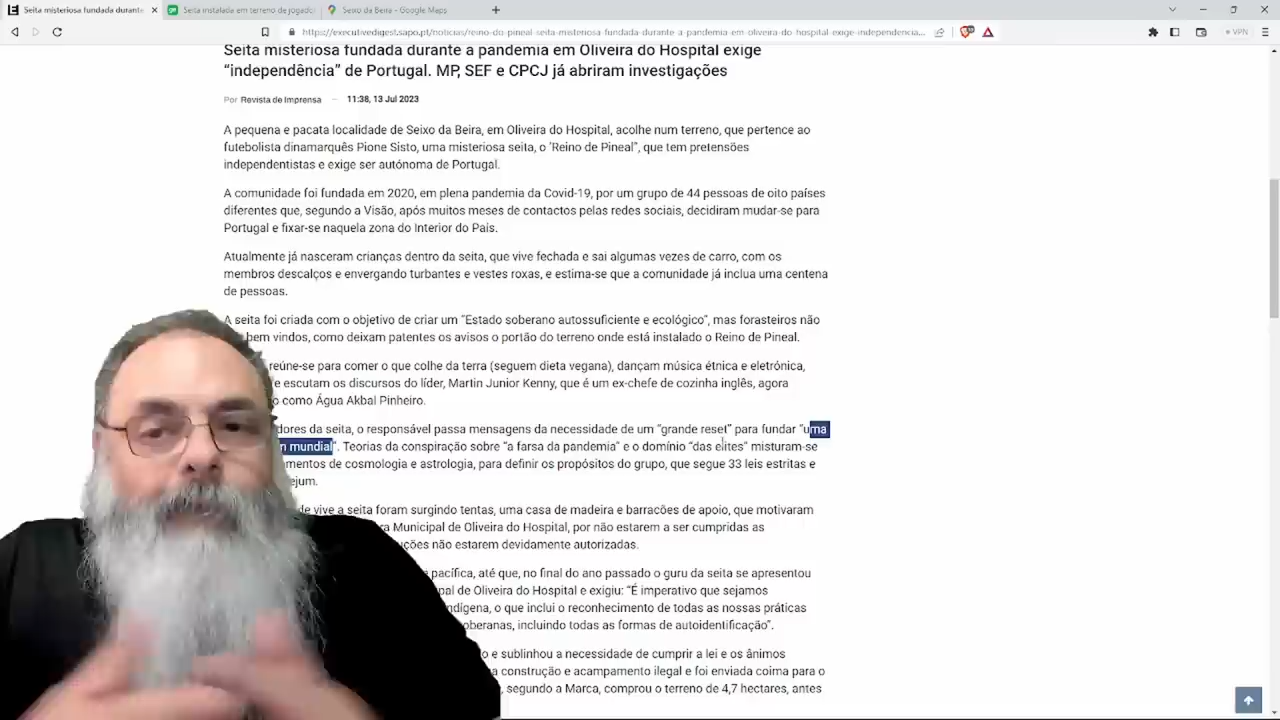 Seita misteriosa fundada durante
Seita instalada em terreno de jogador
Seixo da Beira - Google Maps
https://executivedigest.sapo.pt/noticias/reino-do-pineal-seita-misteriosa-fundada-durante-a-pandemia-em-oliveira-do-hospital-exige-independencia...
VPN
Seita misteriosa fundada durante a pandemia em Oliveira do Hospital exige
“independência” de Portugal. MP, SEF e CPCJ já abriram investigações
Por Revista de Imprensa — 11:38, 13 Jul 2023
A pequena e pacata localidade de Seixo da Beira, em Oliveira do Hospital, acolhe num terreno, que pertence ao
futebolista dinamarquês Pione Sisto, uma misteriosa seita, o 'Reino de Pineal”, que tem pretensões
independentistas e exige ser autónoma de Portugal.
A comunidade foi fundada em 2020, em plena pandemia da Covid-19, por um grupo de 44 pessoas de oito países
diferentes que, segundo a Visão, após muitos meses de contactos pelas redes sociais, decidiram mudar-se para
Portugal e fixar-se naquela zona do Interior do País.
Atualmente já nasceram crianças dentro da seita, que vive fechada e sai algumas vezes de carro, com os
membros descalços e envergando turbantes e vestes roxas, e estima-se que a comunidade já inclua uma centena
de pessoas.
A seita foi criada com o objetivo de criar um “Estado soberano autossuficiente e ecológico”, mas forasteiros não
bem vindos, como deixam patentes os avisos o portão do terreno onde está instalado o Reino de Pineal.
reúne-se para comer o que colhe da terra (seguem dieta vegana), dançam música étnica e eletrónica,
e escutam os discursos do líder, Martin Junior Kenny, que é um ex-chefe de cozinha inglês, agora
como Água Akbal Pinheiro.
dores da seita, o responsável passa mensagens da necessidade de um “grande reset” para fundar “uma
mundial”. Teorias da conspiração sobre “a farsa da pandemia” e o domínio “das elites” misturam-se
amentos de cosmologia e astrologia, para definir os propósitos do grupo, que segue 33 leis estritas e
ejum.
de vive a seita foram surgindo tentas, uma casa de madeira e barracões de apoio, que motivaram
ra Municipal de Oliveira do Hospital, por não estarem a ser cumpridas as
uções não estarem devidamente autorizadas.
pacífica, até que, no final do ano passado o guru da seita se apresentou
pal de Oliveira do Hospital e exigiu: “É imperativo que sejamos
ndígena, o que inclui o reconhecimento de todas as nossas práticas
oberanas, incluindo todas as formas de autoidentificação”.
o e sublinhou a necessidade de cumprir a lei e os ânimos
a construção e acampamento ilegal e foi enviada coima para o
, segundo a Marca, comprou o terreno de 4,7 hectares, antes